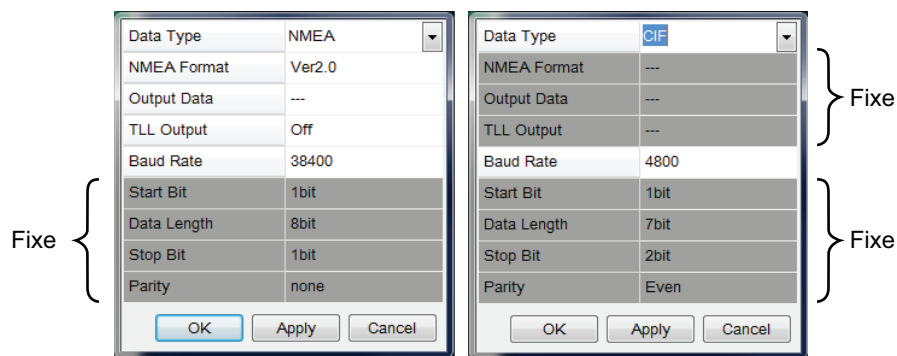 Data Type NMEA
NMEA Format Ver2.0
Output Data ---
TLL Output Off
Baud Rate 38400
Start Bit 1bit
Data Length 8bit
Stop Bit 1bit
Parity none
OK Apply Cancel
Fixe
Data Type CIF
NMEA Format ---
Output Data ---
TLL Output ---
Baud Rate 4800
Start Bit 1bit
Data Length 7bit
Stop Bit 2bit
Parity Even
OK Apply Cancel
Fixe
Fixe